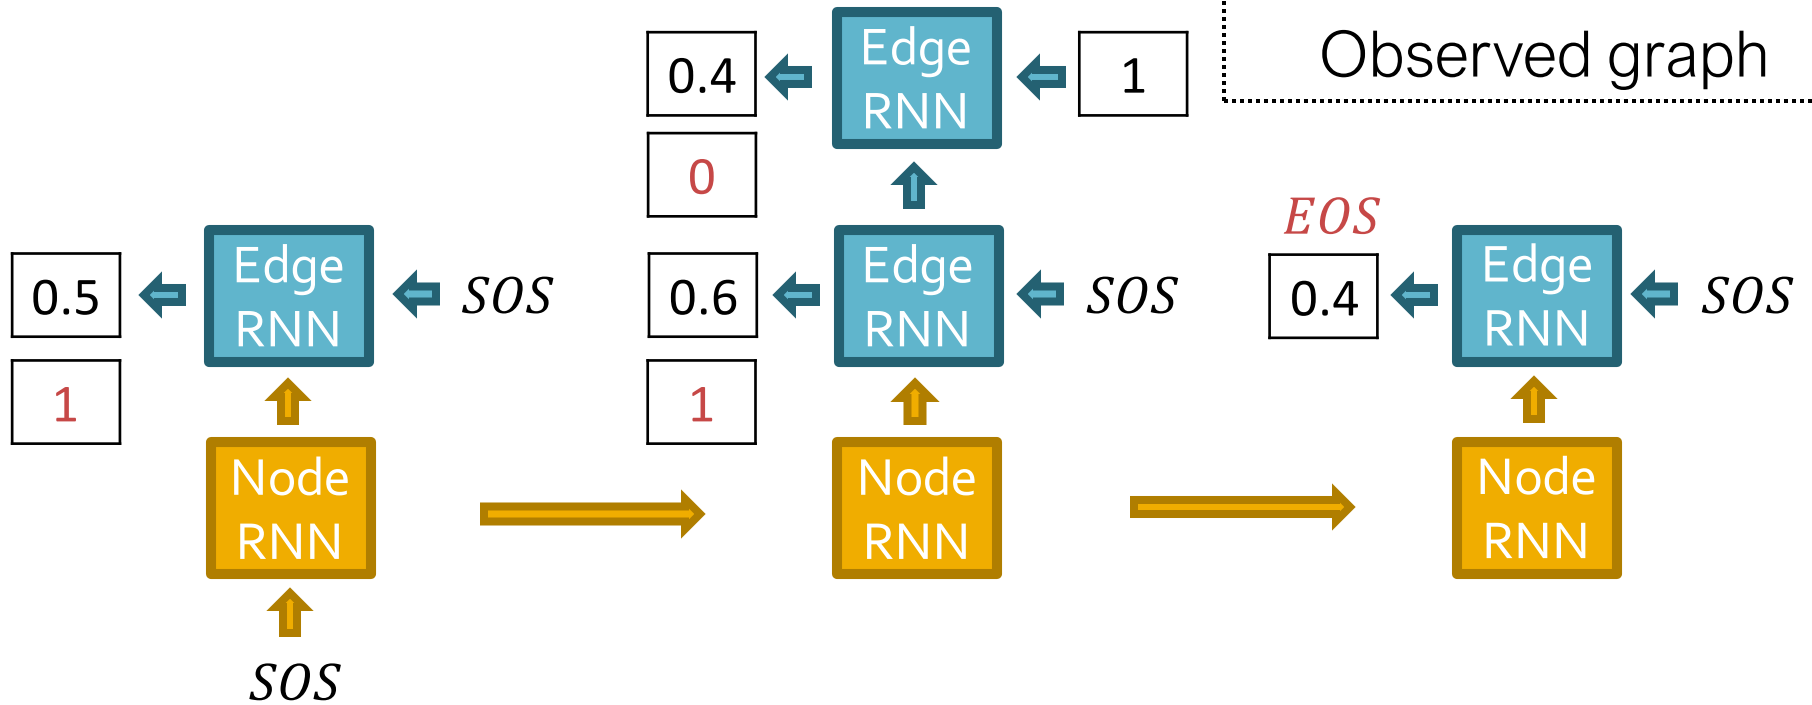 Observed graph
0.4
Edge
RNN
1
0
0.5
Edge
RNN
SOS
0.6
Edge
RNN
SOS
EOS
0.4
Edge
RNN
SOS
1
1
Node
RNN
Node
RNN
Node
RNN
SOS